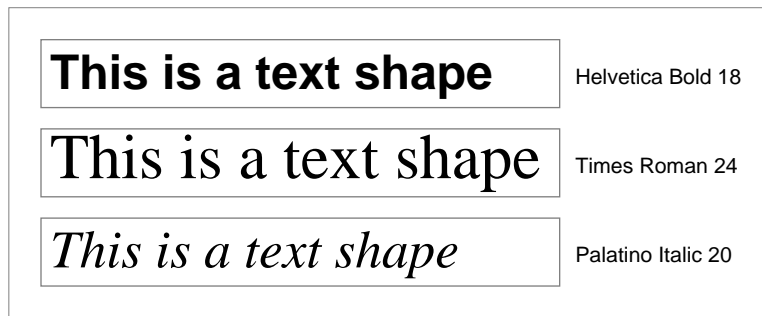 This is a text shape Helvetica Bold 18
This is a text shape Times Roman 24
This is a text shape Palatino Italic 20